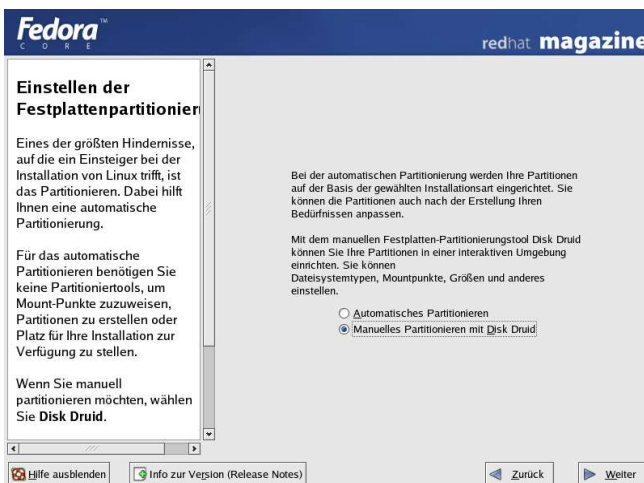 Fedora™
CORE
redhat magazine
Einstellen der
Festplattenpartitionier
Eines der größten Hindernisse,
auf die ein Einsteiger bei der
Installation von Linux trifft, ist
das Partitionieren. Dabei hilft
Ihnen eine automatische
Partitionierung.
Für das automatische
Partitionieren benötigen Sie
keine Partitioniertools, um
Mount-Punkte zuzuweisen,
Partitionen zu erstellen oder
Platz für Ihre Installation zur
Verfügung zu stellen.
Wenn Sie manuell
partitionieren möchten, wählen
Sie Disk Druid.
Bei der automatischen Partitionierung werden Ihre Partitionen
auf der Basis der gewählten Installationsart eingerichtet. Sie
können die Partitionen auch nach der Erstellung Ihren
Bedürfnissen anpassen.
Mit dem manuellen Festplatten-Partitionierungstool Disk Druid
können Sie Ihre Partitionen in einer interaktiven Umgebung
einrichten. Sie können
Dateisystemtypen, Mountpunkte, Größen und anderes
einstellen.
Automatisches Partitionieren
Manuelles Partitionieren mit Disk Druid
Hilfe ausblenden
Info zur Version (Release Notes)
Zurück
Weiter